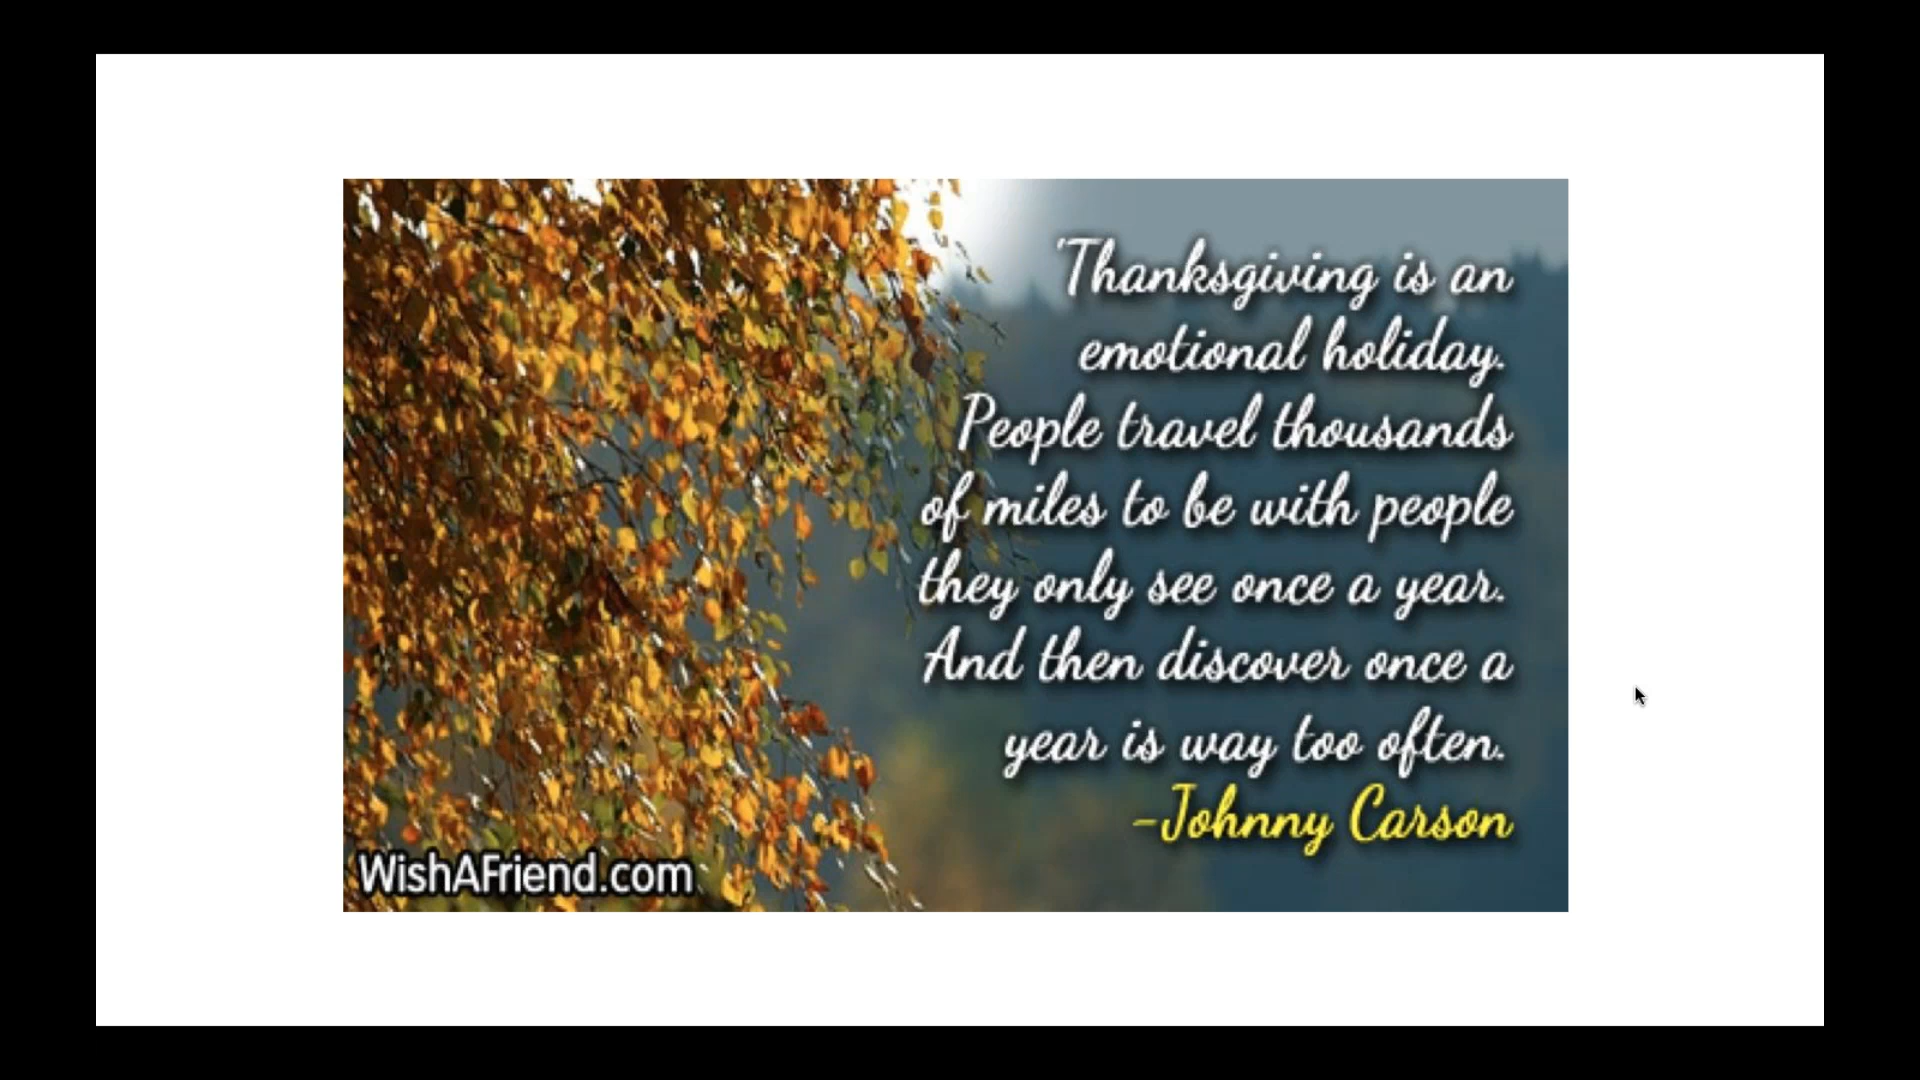 'Thanksgiving is an
emotional holiday.
People travel thousands
of miles to be with people
they only see once a year.
And then discover once a
year is way too often.
-Johnny Carson
WishAFriend.com